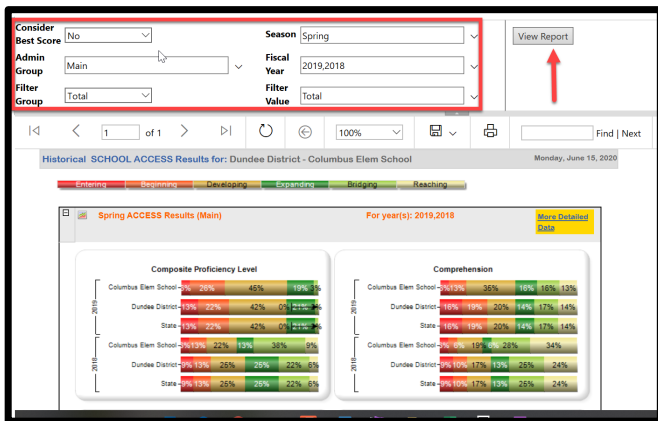 Consider Best Score No Season Spring View Report
Admin Group Main Fiscal Year 2019,2018
Filter Group Total Filter Value Total
1 of 1 100% Find | Next
Historical SCHOOL ACCESS Results for: Dundee District - Columbus Elem School Monday, June 15, 2020
Entering Beginning Developing Expanding Bridging Reaching
Spring ACCESS Results (Main) For year(s): 2019,2018 More Detailed Data
Composite Proficiency Level Comprehension
2019
Columbus Elem School 3% 26% 45% 19% 3%
Dundee District 13% 22% 42% 0% 21%
State 13% 22% 42% 0% 21%
2018
Columbus Elem School 13% 22% 13% 38% 9%
Dundee District 9% 13% 25% 25% 22% 6%
State 9% 13% 25% 25% 22% 6%
2019
Columbus Elem School 13% 35% 16% 16% 13%
Dundee District 16% 19% 20% 14% 17% 14%
State 16% 19% 20% 14% 17% 14%
2018
Columbus Elem School 19% 28% 34%
Dundee District 9% 10% 17% 13% 25% 24%
State 9% 10% 17% 13% 25% 24%